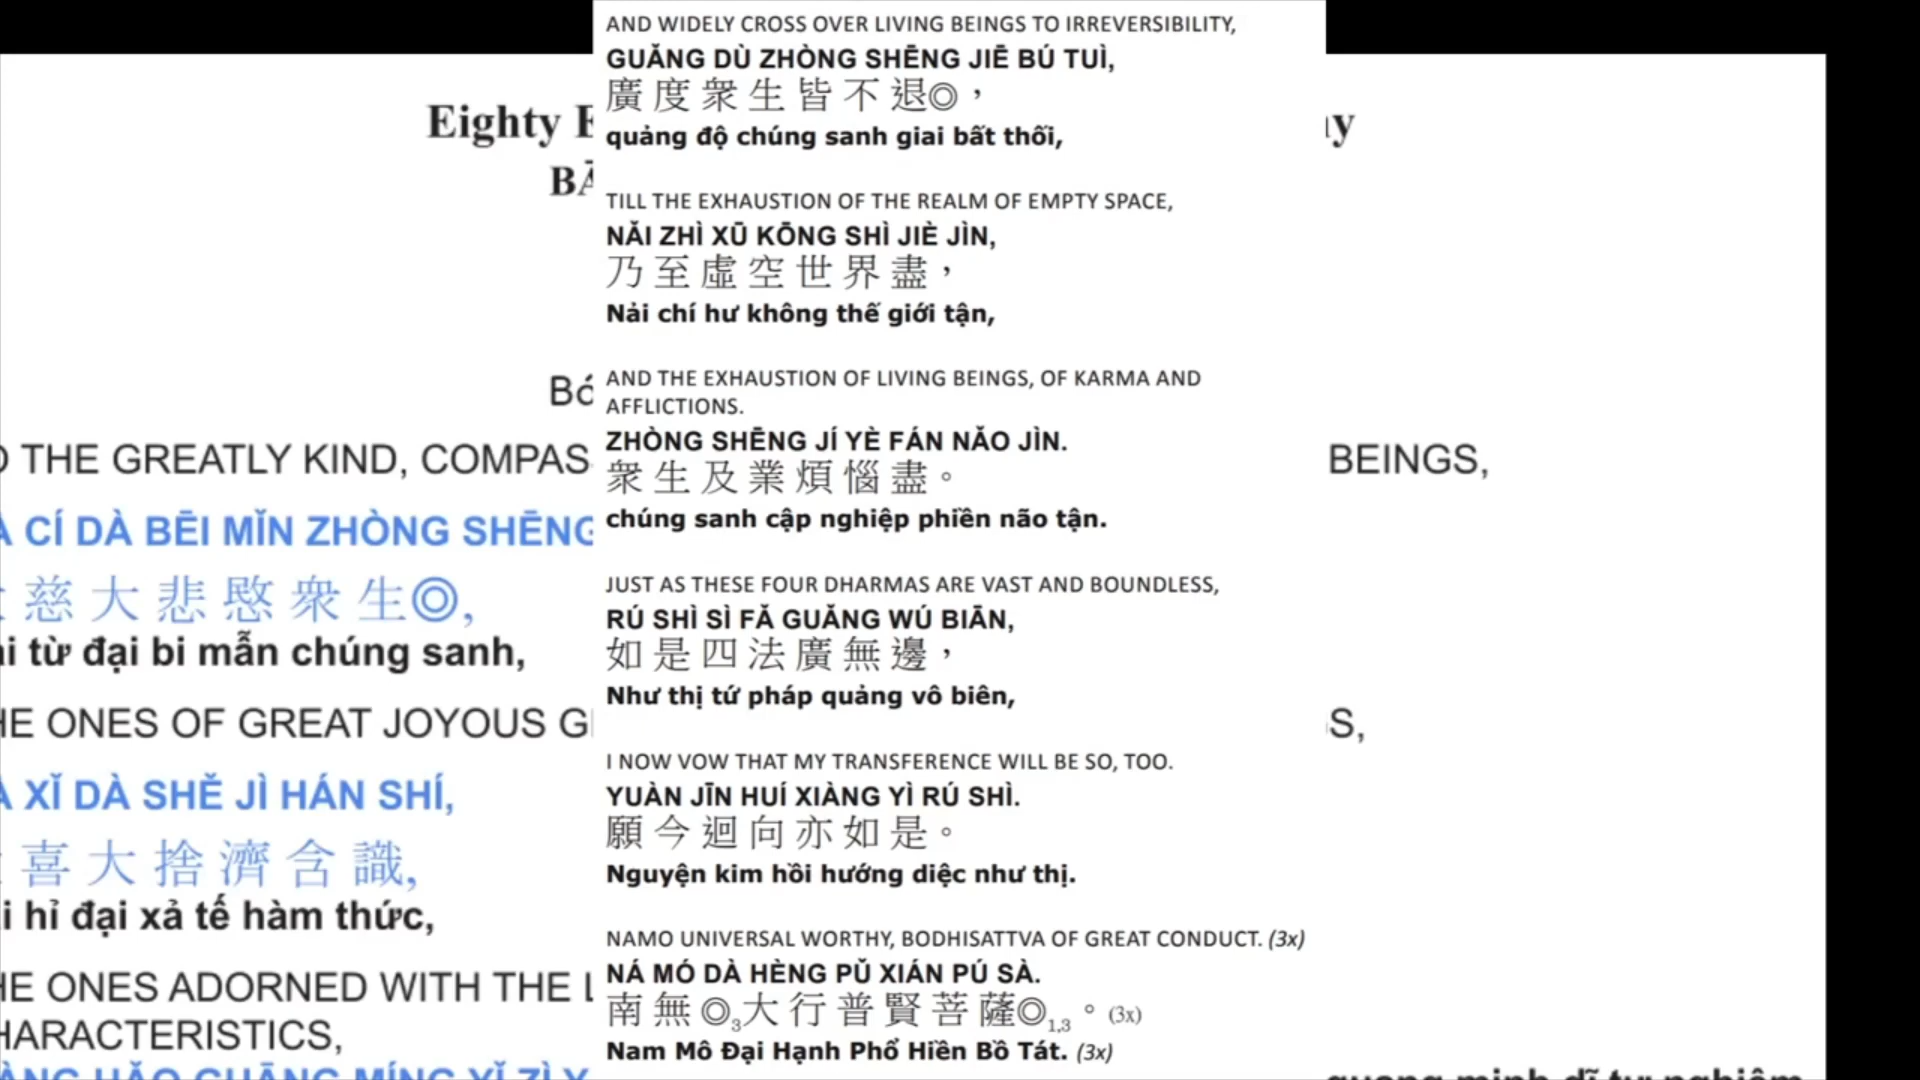 AND WIDELY CROSS OVER LIVING BEINGS TO IRREVERSIBILITY,
GUǍNG DÙ ZHÒNG SHĒNG JIĒ BÚ TUÌ,
廣度衆生皆不退◎，
quảng độ chúng sanh giai bất thối,
TILL THE EXHAUSTION OF THE REALM OF EMPTY SPACE,
NǍI ZHÌ XŪ KŌNG SHÌ JIÈ JÌN,
乃至虛空世界盡，
Nải chí hư không thế giới tận,
AND THE EXHAUSTION OF LIVING BEINGS, OF KARMA AND
AFFLICTIONS.
ZHÒNG SHĒNG JÍ YÈ FÁN NǍO JÌN.
衆生及業煩惱盡。
chúng sanh cập nghiệp phiền não tận.
JUST AS THESE FOUR DHARMAS ARE VAST AND BOUNDLESS,
RÚ SHÌ SÌ FǍ GUǍNG WÚ BIĀN,
如是四法廣無邊，
Như thị tứ pháp quảng vô biên,
I NOW VOW THAT MY TRANSFERENCE WILL BE SO, TOO.
YUÀN JĪN HUÍ XIÀNG YÌ RÚ SHÌ.
願今迴向亦如是。
Nguyện kim hồi hướng diệc như thị.
NAMO UNIVERSAL WORTHY, BODHISATTVA OF GREAT CONDUCT. (3x)
NÁ MÓ DÀ HÈNG PǓ XIÁN PÚ SÀ.
南無◎3大行普賢菩薩◎1,3。(3x)
Nam Mô Đại Hạnh Phổ Hiền Bồ Tát. (3x)
Eighty
THE GREATLY KIND, BEINGS,
CÍ DÀ BĒI MǏN ZHÒNG SHĒNG
慈大悲愍衆生◎,
từ đại bi mẫn chúng sanh,
ONES OF GREAT JOYOUS
XǏ DÀ SHĚ JÌ HÁN SHÍ,
喜大捨濟含識,
hỉ đại xả tế hàm thức,
ONES ADORNED WITH THE